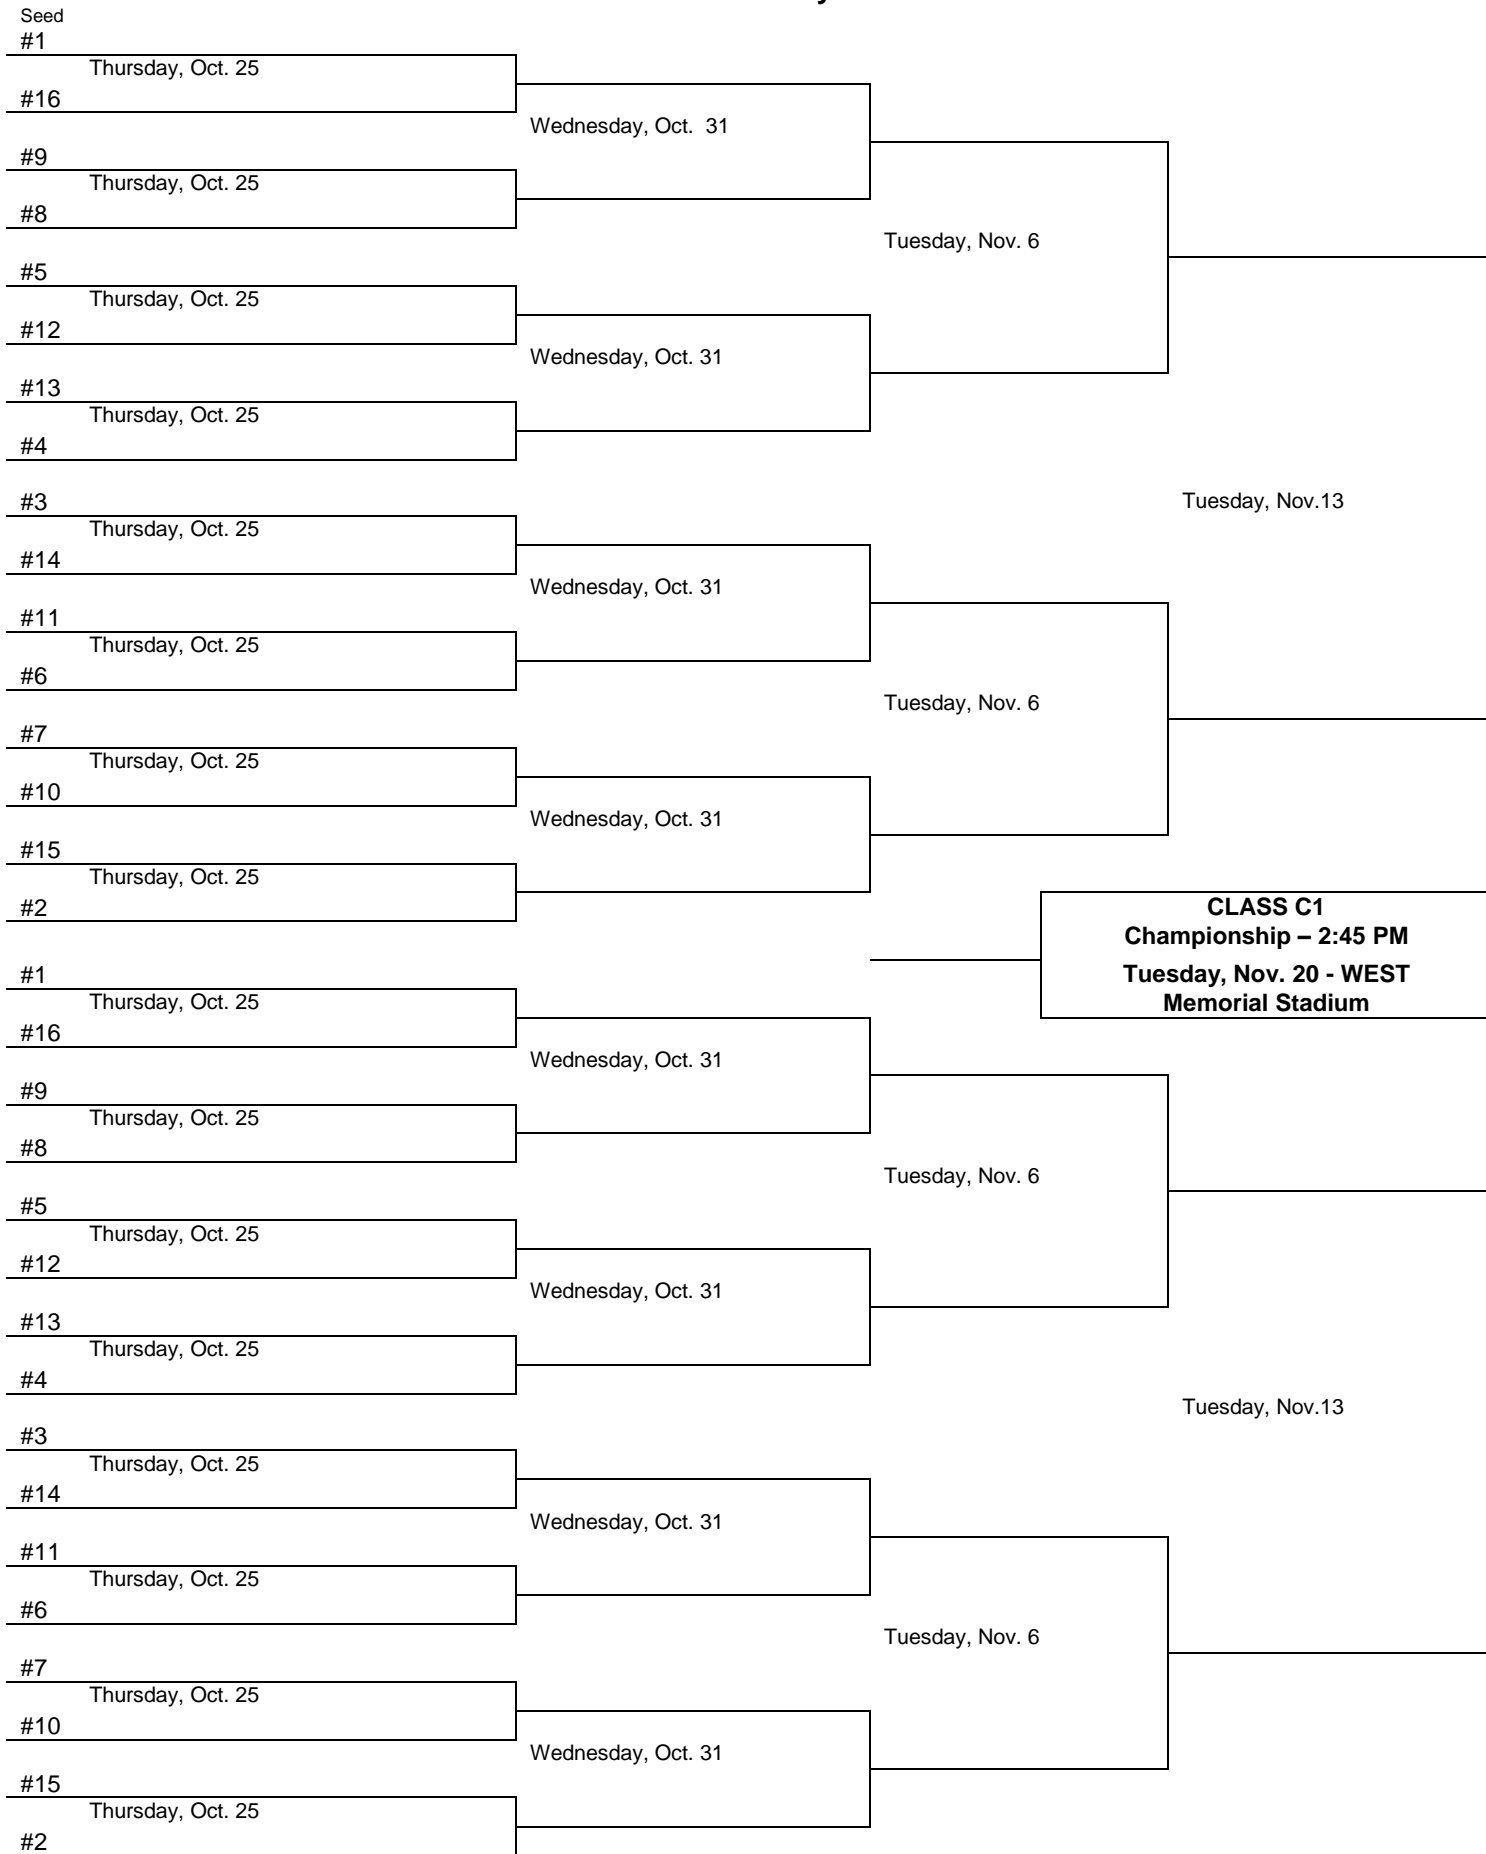 Seed
#1
Thursday, Oct. 25
#16
Wednesday, Oct.  31
#9
Thursday, Oct. 25
#8
Tuesday, Nov. 6
#5
Thursday, Oct. 25
#12
Wednesday, Oct. 31
#13
Thursday, Oct. 25
#4
#3
Tuesday, Nov.13
Thursday, Oct. 25
#14
Wednesday, Oct. 31
#11
Thursday, Oct. 25
#6
Tuesday, Nov. 6
#7
Thursday, Oct. 25
#10
Wednesday, Oct. 31
#15
Thursday, Oct. 25
#2
CLASS C1
Championship – 2:45 PM
Tuesday, Nov. 20 - WEST
Memorial Stadium
#1
Thursday, Oct. 25
#16
Wednesday, Oct. 31
#9
Thursday, Oct. 25
#8
Tuesday, Nov. 6
#5
Thursday, Oct. 25
#12
Wednesday, Oct. 31
#13
Thursday, Oct. 25
#4
Tuesday, Nov.13
#3
Thursday, Oct. 25
#14
Wednesday, Oct. 31
#11
Thursday, Oct. 25
#6
Tuesday, Nov. 6
#7
Thursday, Oct. 25
#10
Wednesday, Oct. 31
#15
Thursday, Oct. 25
#2